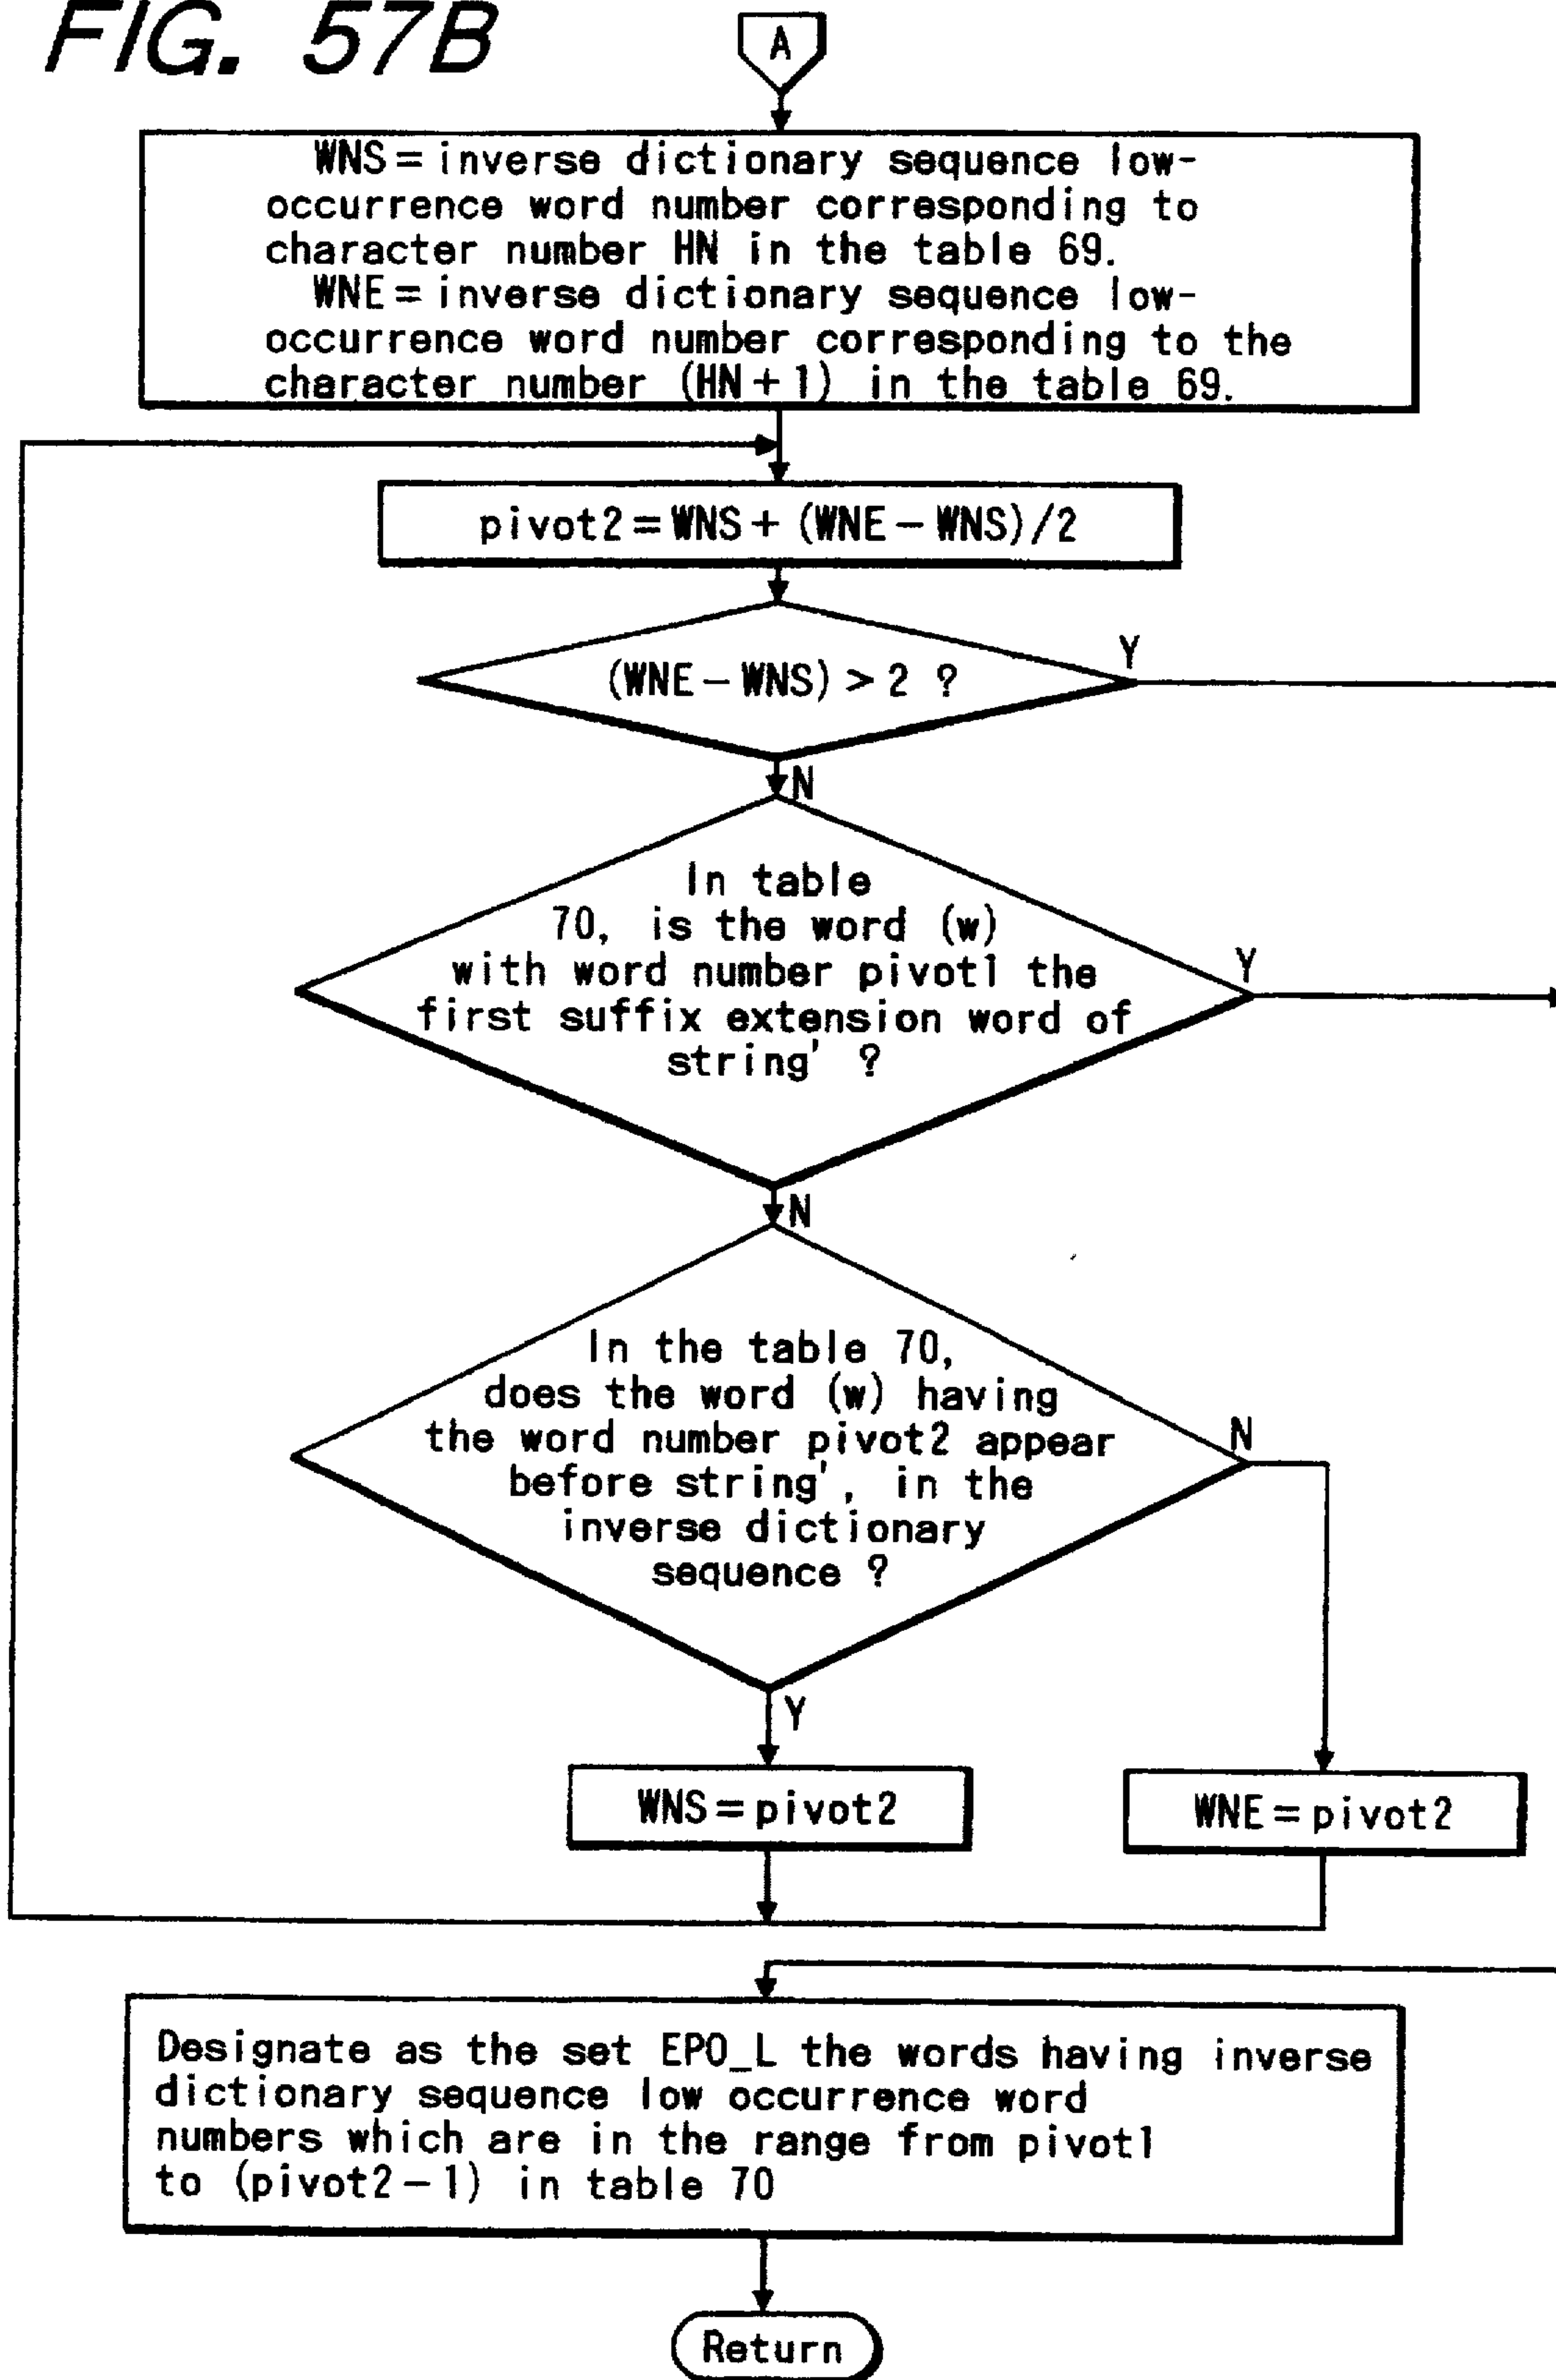 FIG. 57B
A
WNS = inverse dictionary sequence low-
occurrence word number corresponding to
character number HN in the table 69.
WNE = inverse dictionary sequence low-
occurrence word number corresponding to the
character number (HN + 1) in the table 69.
pivot2 = WNS + (WNE - WNS)/2
Y
(WNE - WNS) > 2 ?
N
In table
70, is the word (w)
with word number pivot1 the
first suffix extension word of
string' ?
Y
N
In the table 70,
does the word (w) having
the word number pivot2 appear
before string', in the
inverse dictionary
sequence ?
N
Y
WNS = pivot2
WNE = pivot2
Designate as the set EPO_L the words having inverse
dictionary sequence low occurrence word
numbers which are in the range from pivot1
to (pivot2 - 1) in table 70
Return